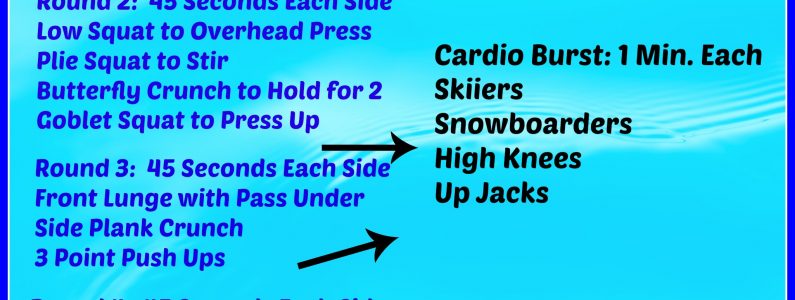 Round 2: 45 Seconds Each Side
Low Squat to Overhead Press
Plie Squat to Stir
Butterfly Crunch to Hold for 2
Goblet Squat to Press Up
Round 3: 45 Seconds Each Side
Front Lunge with Pass Under
Side Plank Crunch
3 Point Push Ups
Cardio Burst: 1 Min. Each
Skiiers
Snowboarders
High Knees
Up Jacks